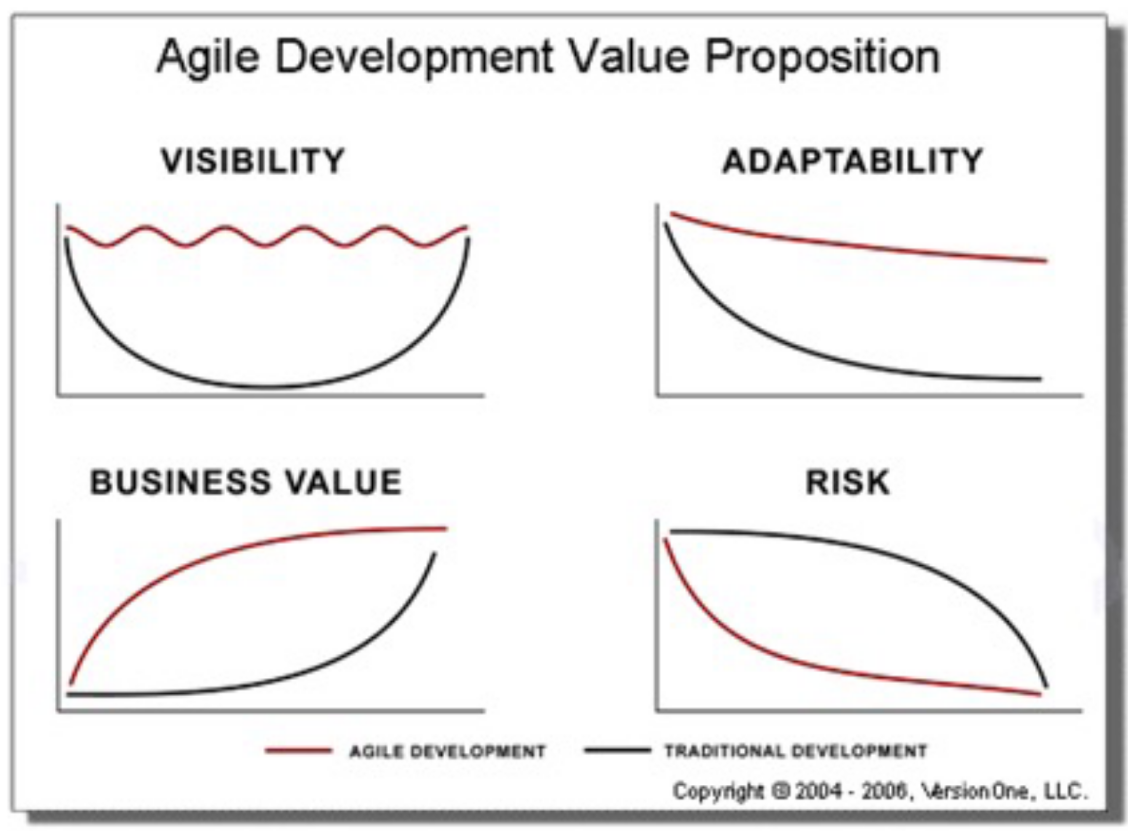 Agile Development Value Proposition
VISIBILITY
ADAPTABILITY
BUSINESS VALUE
RISK
AGILE DEVELOPMENT
TRADITIONAL DEVELOPMENT
Copyright © 2004 - 2006, VersionOne, LLC.